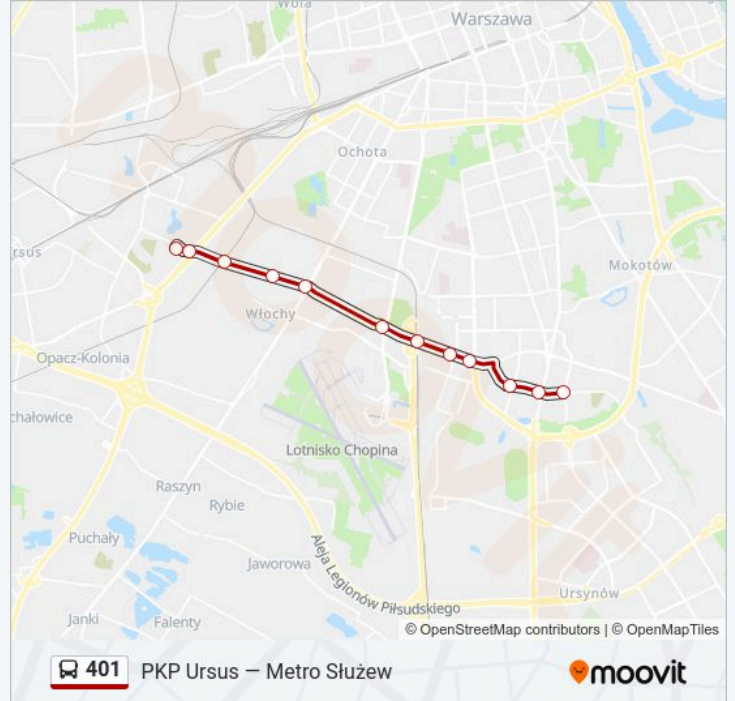 Wola
Warszawa
Ochota
rsus
Mokotów
Włochy
Opacz-Kolonia
chałowice
Lotnisko Chopina
Raszyn
Rybie
Puchały
Jaworowa
Aleja Legionów Piłsudskiego
Ursynów
Janki
Falenty
© OpenStreetMap contributors | © OpenMapTiles
401 PKP Ursus — Metro Służew
moovit